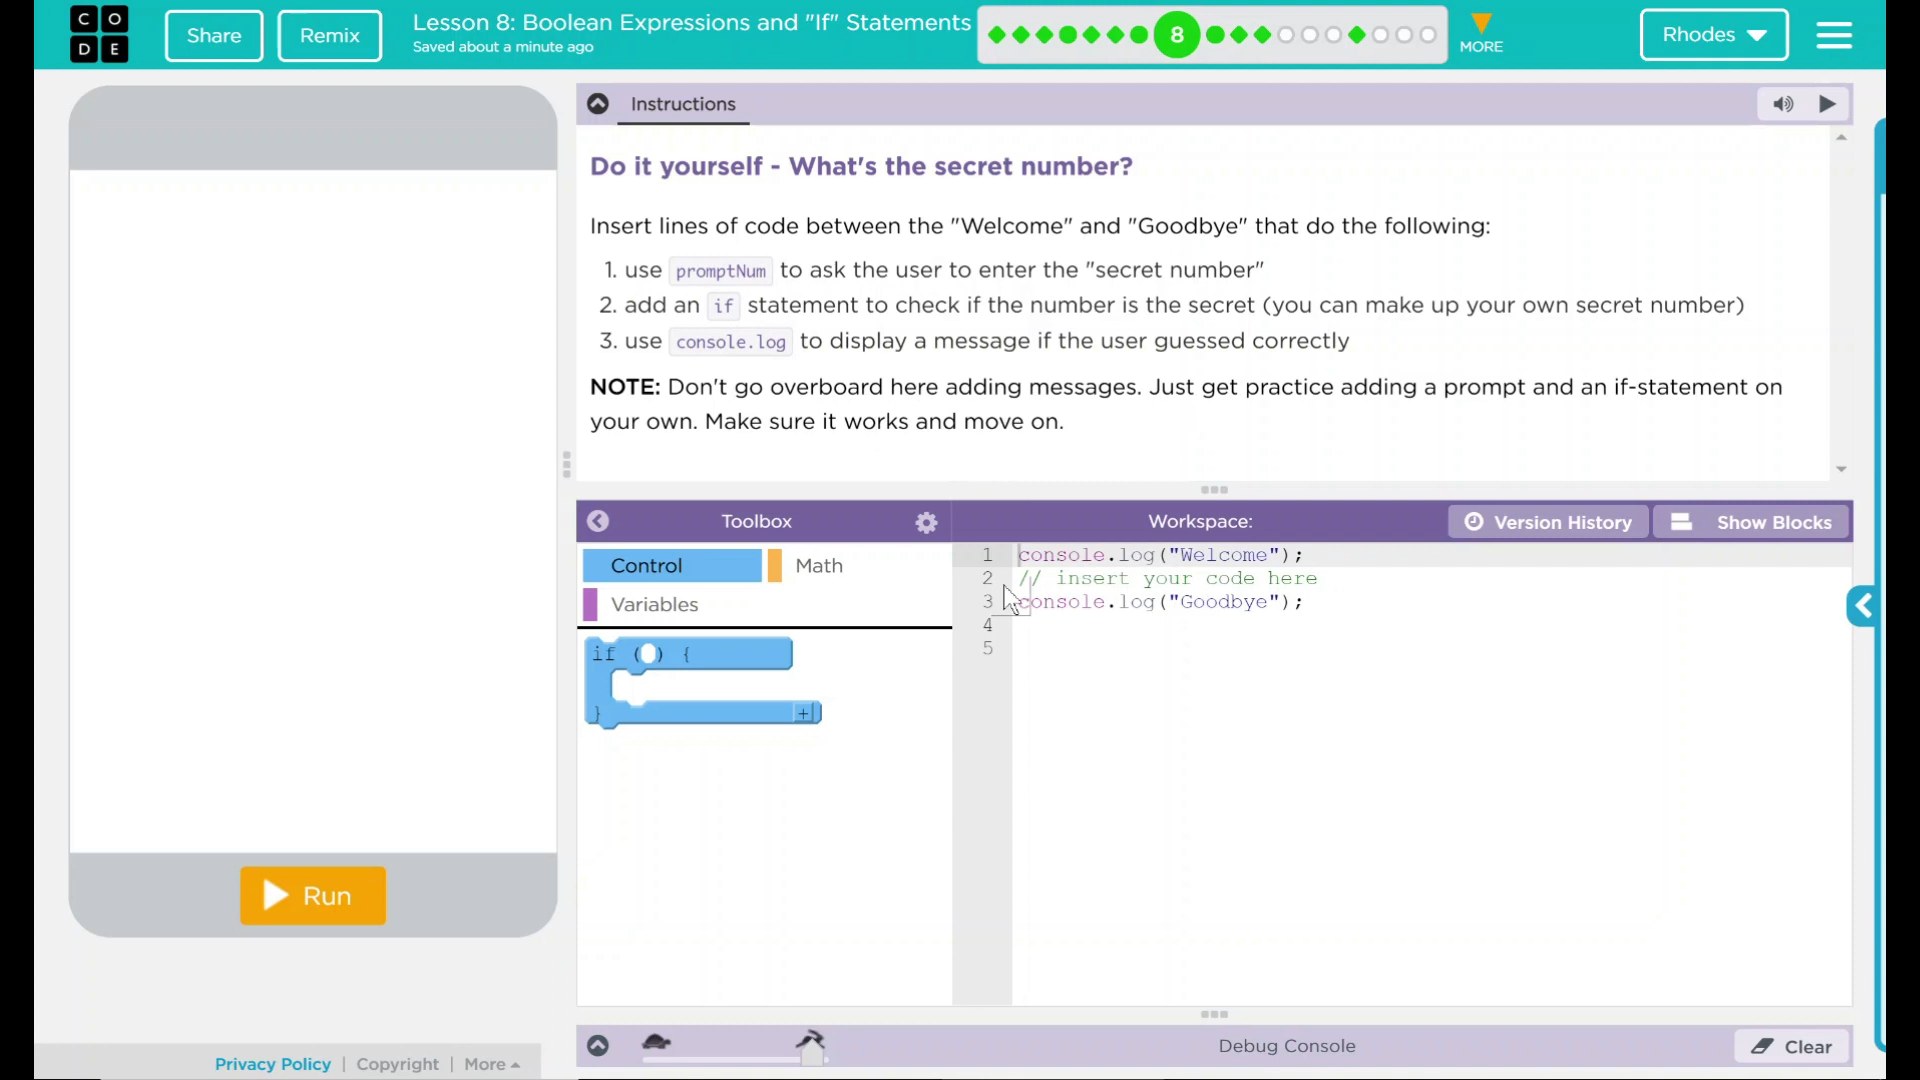 C O
D E
Share
Remix
Lesson 8: Boolean Expressions and "If" Statements
Saved about a minute ago
8
MORE
Rhodes
Instructions
Do it yourself - What's the secret number?
Insert lines of code between the "Welcome" and "Goodbye" that do the following:
1. use promptNum to ask the user to enter the "secret number"
2. add an if statement to check if the number is the secret (you can make up your own secret number)
3. use console.log to display a message if the user guessed correctly
NOTE: Don't go overboard here adding messages. Just get practice adding a prompt and an if-statement on
your own. Make sure it works and move on.
Toolbox
Workspace:
Version History
Show Blocks
Control
Math
Variables
if ( ) {
}
+
1 console.log("Welcome");
2 // insert your code here
3 console.log("Goodbye");
4
5
Run
Debug Console
Clear
Privacy Policy | Copyright | More